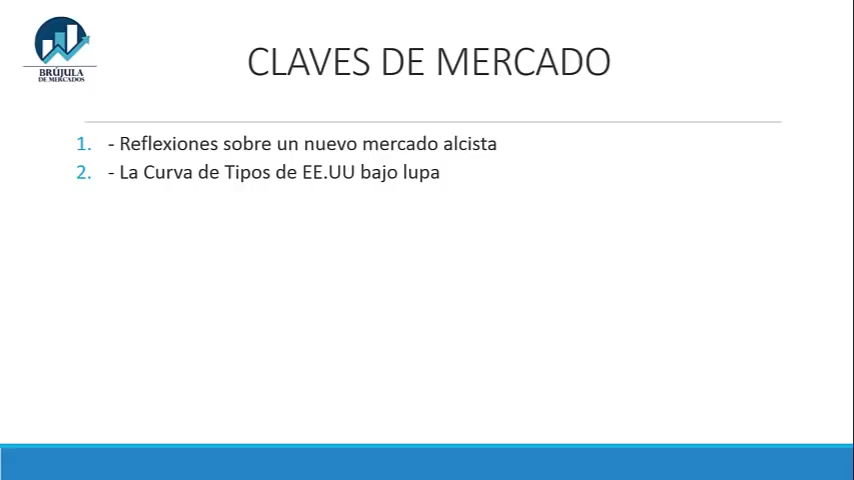 BRÚJULA
DE MERCADOS
CLAVES DE MERCADO
1. - Reflexiones sobre un nuevo mercado alcista
2. - La Curva de Tipos de EE.UU bajo lupa